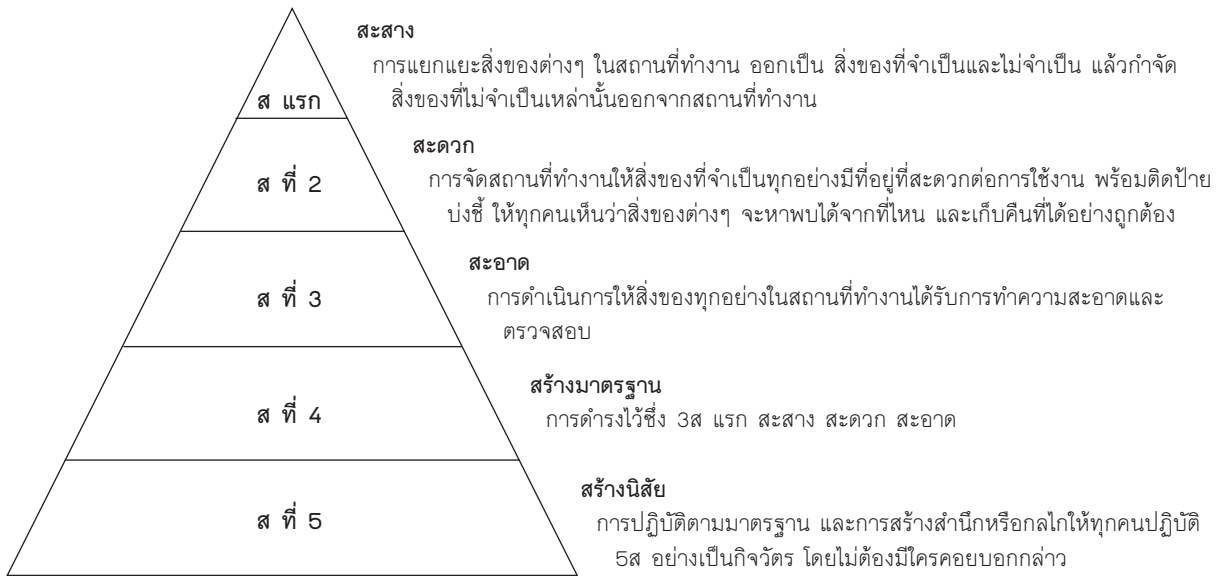 สะสาง
การแยกแยะสิ่งของต่างๆ ในสถานที่ทำงาน ออกเป็น สิ่งของที่จำเป็นและไม่จำเป็น แล้วกำจัด
สิ่งของที่ไม่จำเป็นเหล่านั้นออกจากสถานที่ทำงาน
ส แรก
สะดวก
การจัดสถานที่ทำงานให้สิ่งของที่จำเป็นทุกอย่างมีที่อยู่ที่สะดวกต่อการใช้งาน พร้อมติดป้าย
บ่งชี้ ให้ทุกคนเห็นว่าสิ่งของต่างๆ จะหาพบได้จากที่ไหน และเก็บคืนที่ได้อย่างถูกต้อง
ส ที่ 2
สะอาด
การดำเนินการให้สิ่งของทุกอย่างในสถานที่ทำงานได้รับการทำความสะอาดและ
ตรวจสอบ
ส ที่ 3
สร้างมาตรฐาน
การดำรงไว้ซึ่ง 3ส แรก สะสาง สะดวก สะอาด
ส ที่ 4
สร้างนิสัย
การปฏิบัติตามมาตรฐาน และการสร้างสำนึกหรือกลไกให้ทุกคนปฏิบัติ
5ส อย่างเป็นกิจวัตร โดยไม่ต้องมีใครคอยบอกกล่าว
ส ที่ 5